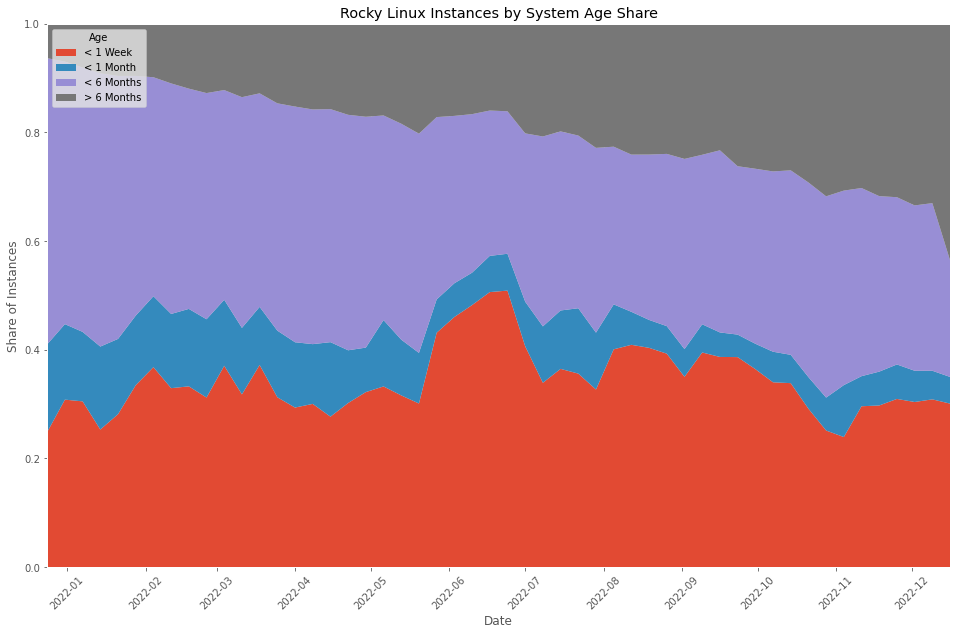 Rocky Linux Instances by System Age Share
Age
< 1 Week
< 1 Month
< 6 Months
> 6 Months
Share of Instances
1.0
0.8
0.6
0.4
0.2
0.0
2022-01
2022-02
2022-03
2022-04
2022-05
2022-06
2022-07
2022-08
2022-09
2022-10
2022-11
2022-12
Date